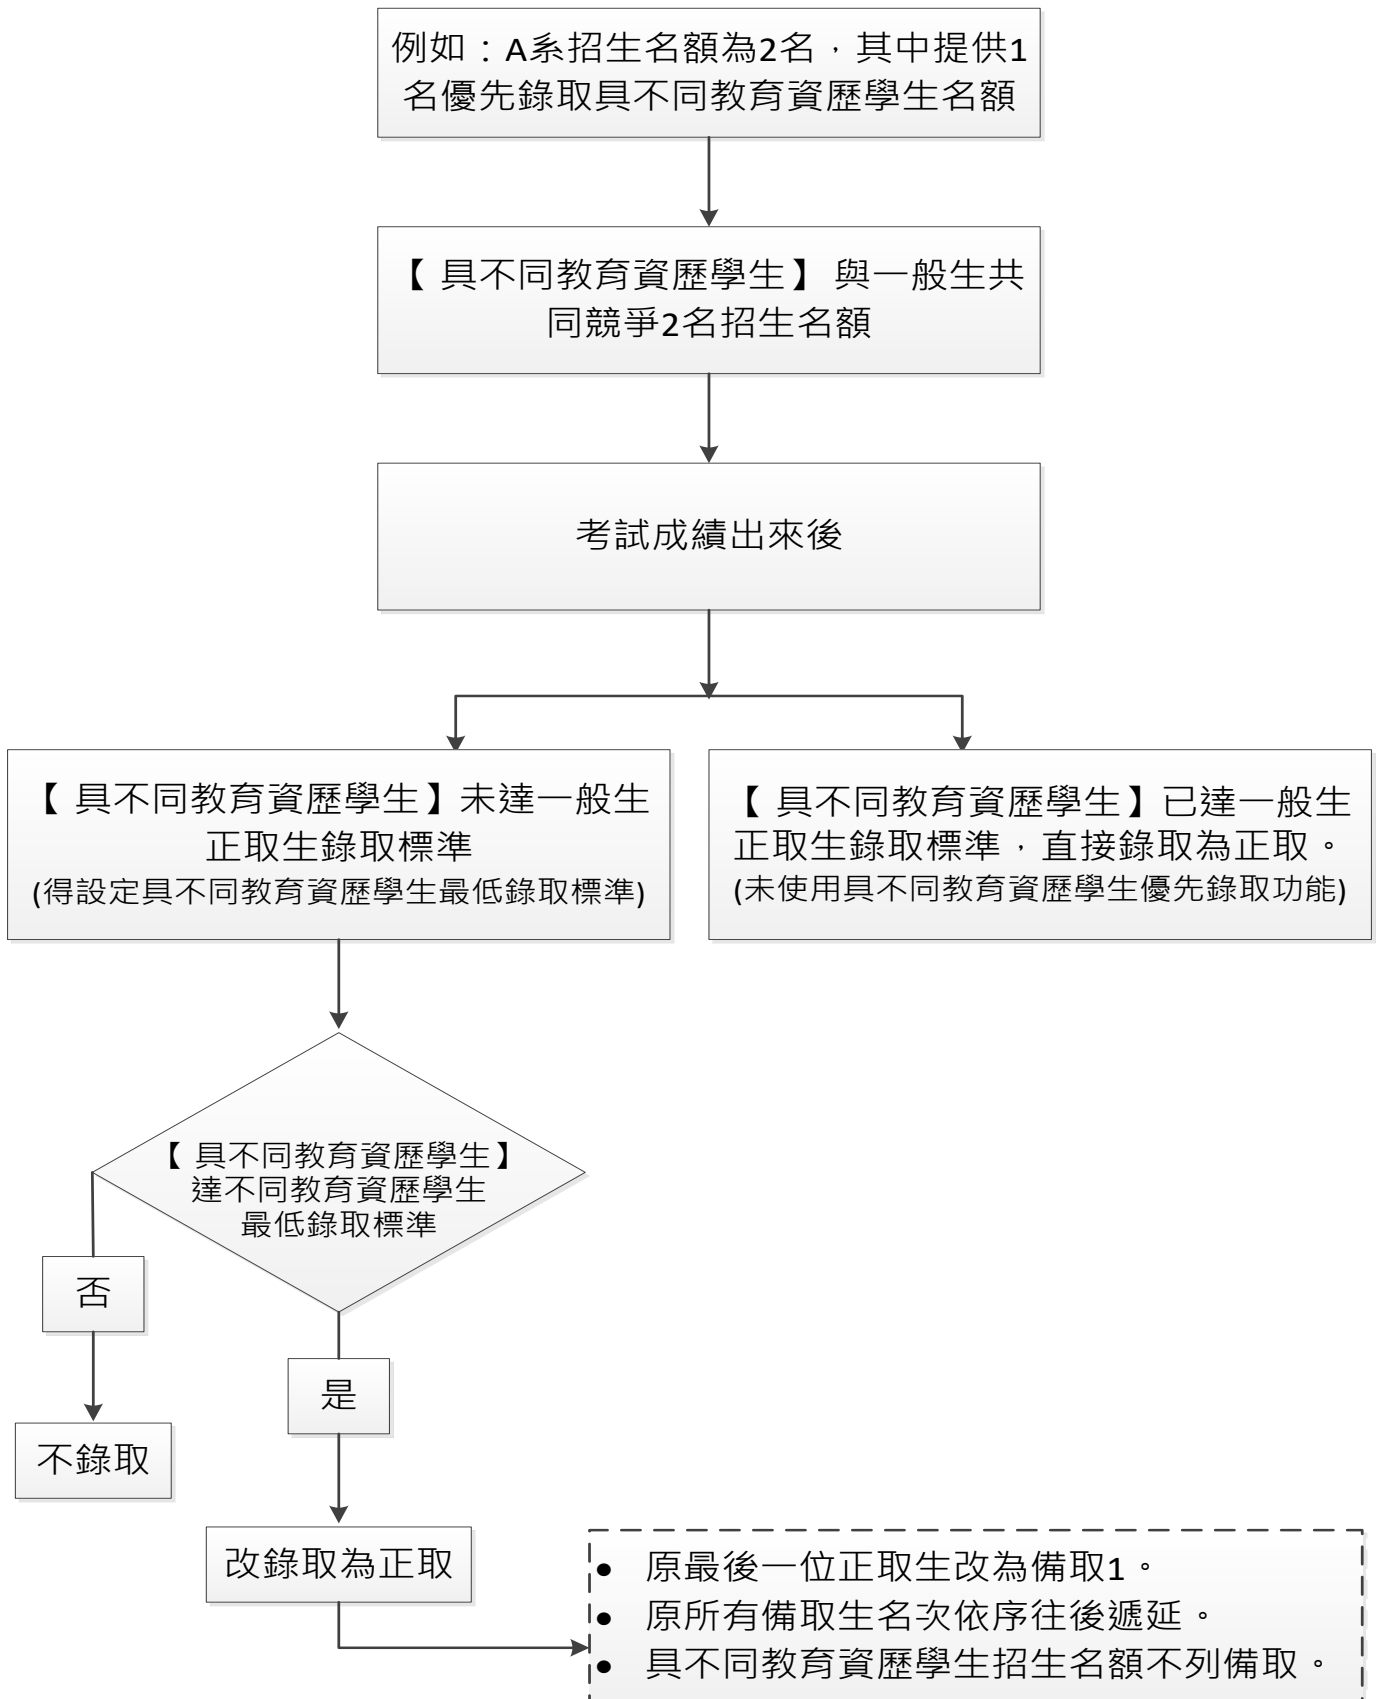 例如：A系招生名額為2名，其中提供1
名優先錄取具不同教育資歷學生名額
【 具不同教育資歷學生】 與一般生共
同競爭2名招生名額
考試成績出來後
【 具不同教育資歷學生】未達一般生
正取生錄取標準
(得設定具不同教育資歷學生最低錄取標準)
【 具不同教育資歷學生】已達一般生
正取生錄取標準，直接錄取為正取。
(未使用具不同教育資歷學生優先錄取功能)
【 具不同教育資歷學生】
達不同教育資歷學生
最低錄取標準
否
是
不錄取
改錄取為正取
● 原最後一位正取生改為備取1。
● 原所有備取生名次依序往後遞延。
● 具不同教育資歷學生招生名額不列備取。